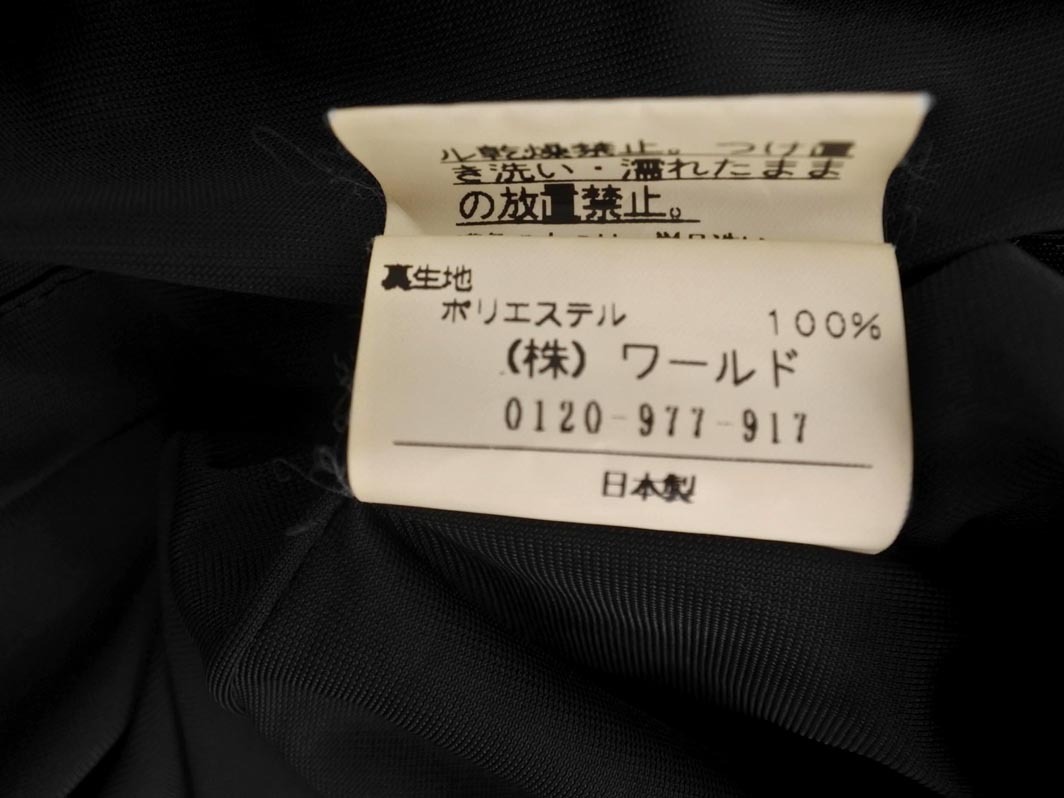 ル乾燥禁止。つけ置
き洗い・濡れたまま
の放置禁止。
裏生地
ポリエステル 100%
(株) ワールド
0120-977-917
日本製